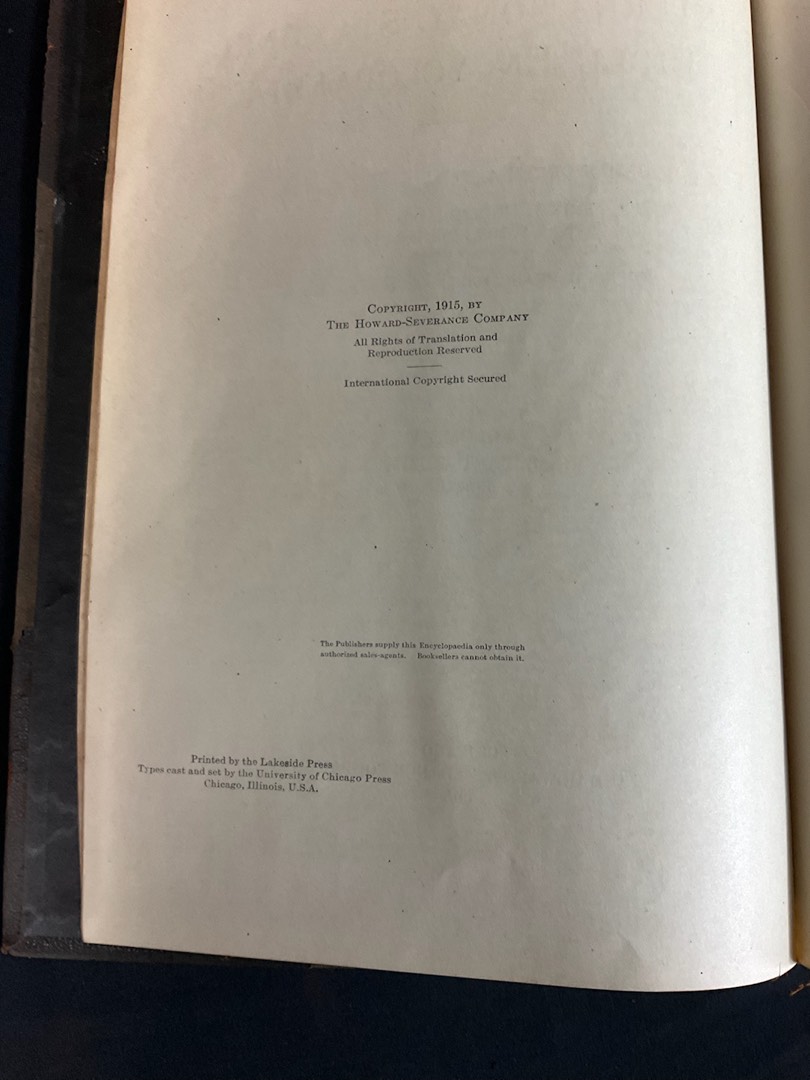 COPYRIGHT, 1915, BY
THE HOWARD-SEVERANCE COMPANY
All Rights of Translation and
Reproduction Reserved
International Copyright Secured
The Publishers supply this Encyclopaedia only through
authorized sales-agents. Booksellers cannot obtain it.
Printed by the Lakeside Press
Types cast and set by the University of Chicago Press
Chicago, Illinois, U.S.A.